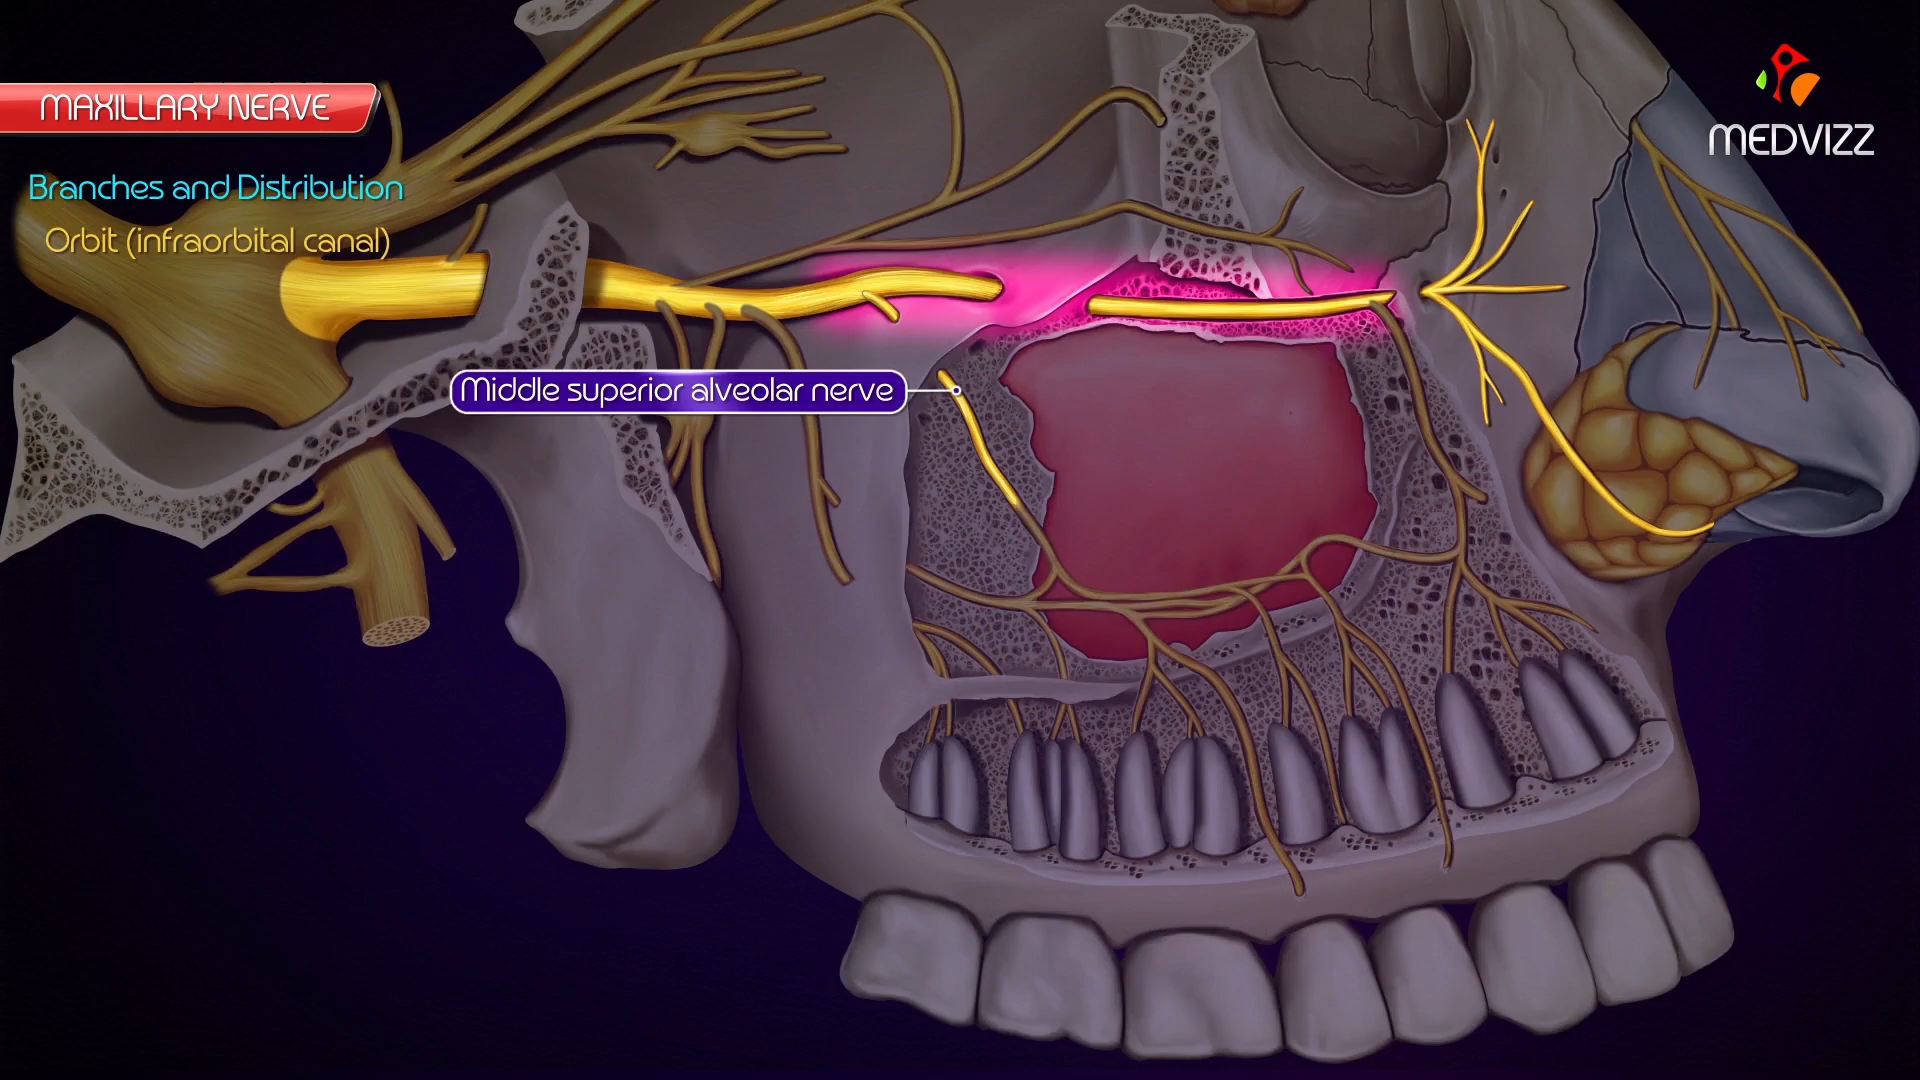 MAXILLARY NERVE
Branches and Distribution
Orbit (infraorbital canal)
MEDVIZZ
Middle superior alveolar nerve